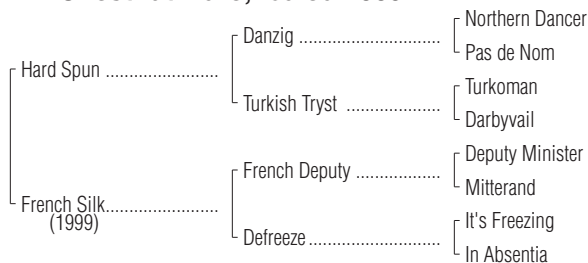 Northern Dancer
Danzig ........................................
Pas de Nom
Hard Spun .................................
Turkoman
Turkish Tryst ............................
Darbyvail
Deputy Minister
French Deputy .........................
Mitterand
French Silk.................................
(1999)
It's Freezing
Defreeze.......................................
In Absentia